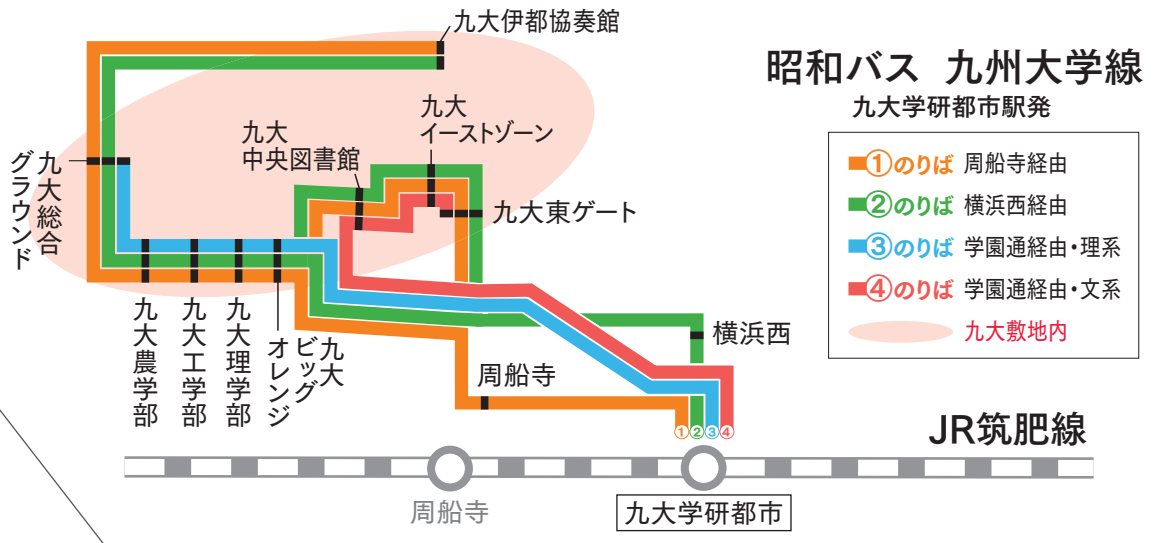 昭和バス 九州大学線
九大学研都市駅発
①のりば 周船寺経由
②のりば 横浜西経由
③のりば 学園通経由・理系
④のりば 学園通経由・文系
九大敷地内
九大伊都協奏館
九大
イーストゾーン
九大
中央図書館
九大東ゲート
九大総合
グラウンド
九大農学部
九大工学部
九大理学部
九大
ビッグ
オレンジ
横浜西
周船寺
① ② ③ ④
JR筑肥線
周船寺
九大学研都市